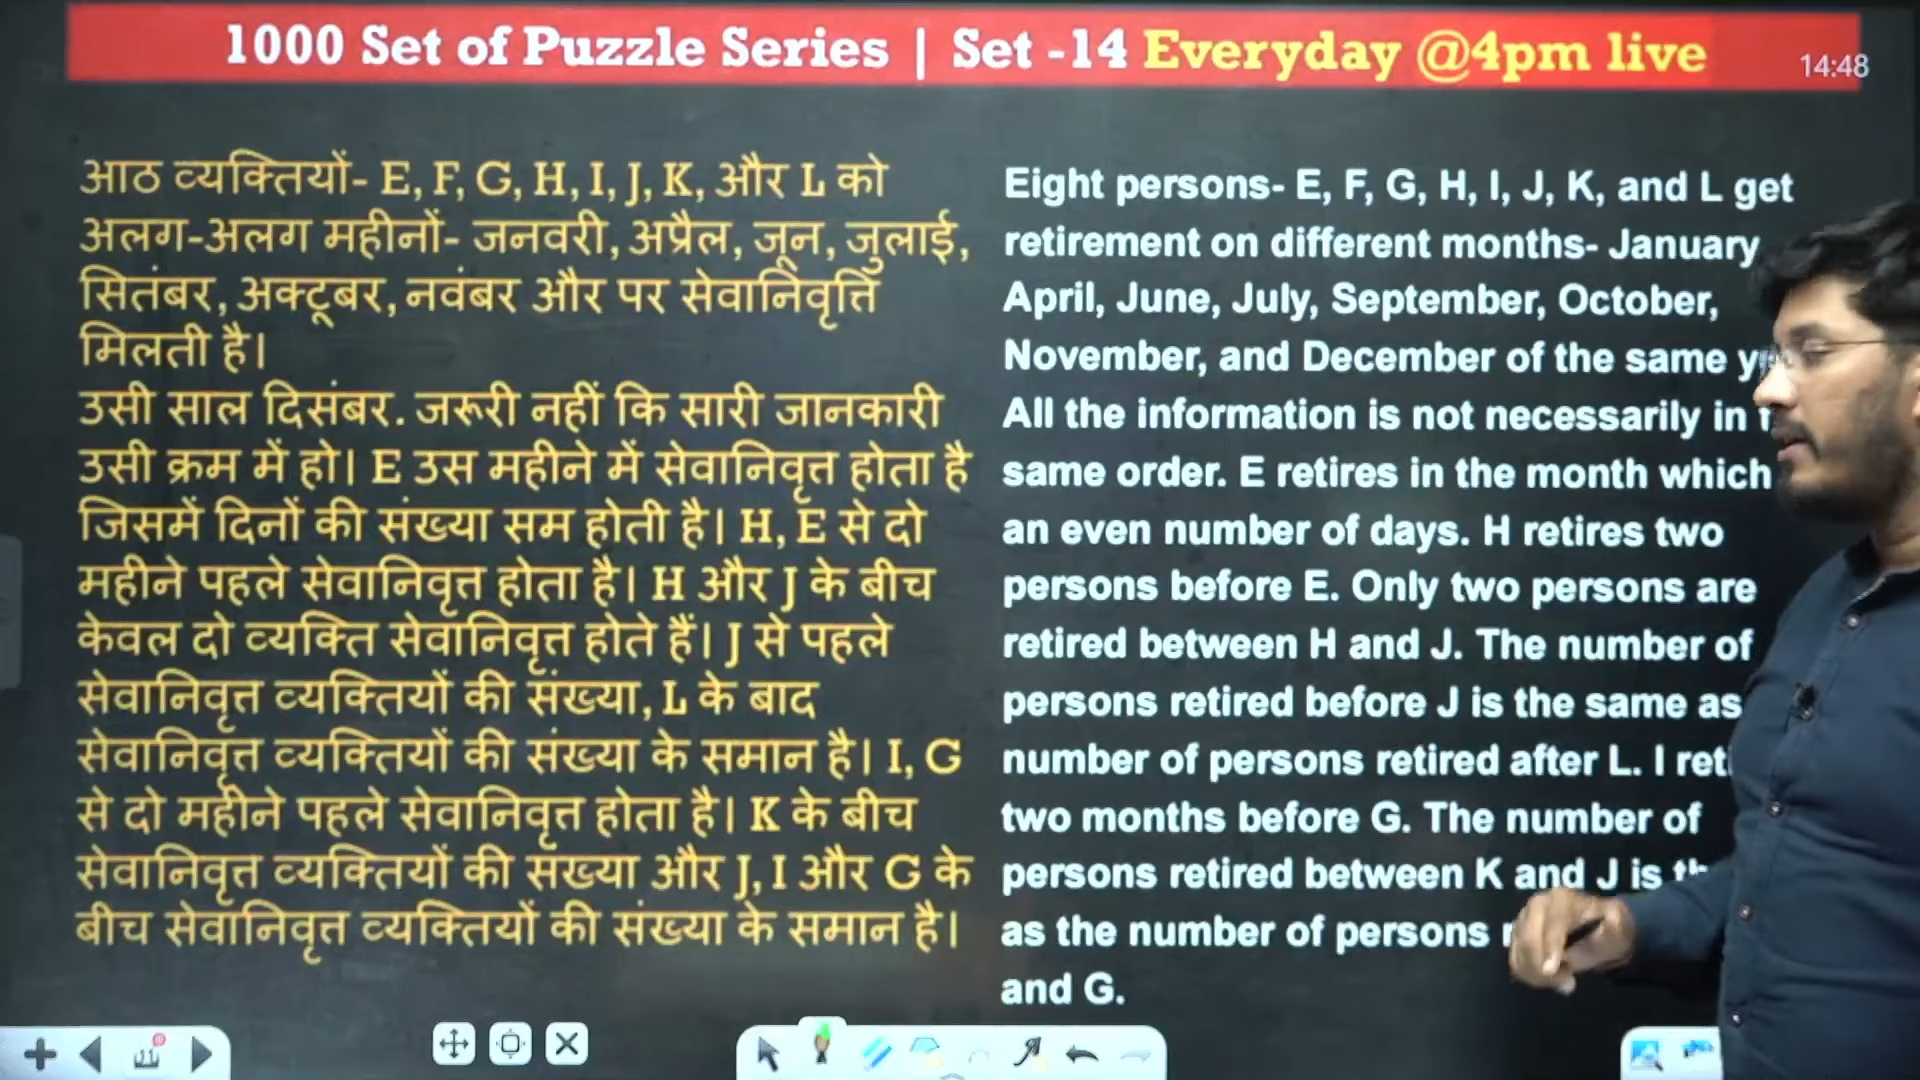 1000 Set of Puzzle Series | Set -14 Everyday @4pm live
14:48
आठ व्यक्तियों- E, F, G, H, I, J, K, और L को
अलग-अलग महीनों- जनवरी, अप्रैल, जून, जुलाई,
सितंबर, अक्टूबर, नवंबर और पर सेवानिवृत्ति
मिलती है।
उसी साल दिसंबर. जरूरी नहीं कि सारी जानकारी
उसी क्रम में हो। E उस महीने में सेवानिवृत्त होता है
जिसमें दिनों की संख्या सम होती है। H, E से दो
महीने पहले सेवानिवृत्त होता है। H और J के बीच
केवल दो व्यक्ति सेवानिवृत्त होते हैं। J से पहले
सेवानिवृत्त व्यक्तियों की संख्या, L के बाद
सेवानिवृत्त व्यक्तियों की संख्या के समान है। I, G
से दो महीने पहले सेवानिवृत्त होता है। K के बीच
सेवानिवृत्त व्यक्तियों की संख्या और J, I और G के
बीच सेवानिवृत्त व्यक्तियों की संख्या के समान है।
Eight persons- E, F, G, H, I, J, K, and L get
retirement on different months- January
April, June, July, September, October,
November, and December of the same
All the information is not necessarily in
same order. E retires in the month which
an even number of days. H retires two
persons before E. Only two persons are
retired between H and J. The number of
persons retired before J is the same as
number of persons retired after L. I
two months before G. The number of
persons retired between K and J is
as the number of persons
and G.